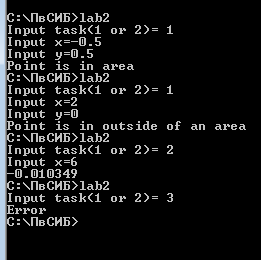 C:\ПвСИБ>lab2
Input task(1 or 2)= 1
Input x=-0.5
Input y=0.5
Point is in area
C:\ПвСИБ>lab2
Input task(1 or 2)= 1
Input x=2
Input y=0
Point is in outside of an area
C:\ПвСИБ>lab2
Input task(1 or 2)= 2
Input x=6
-0.010349
C:\ПвСИБ>lab2
Input task(1 or 2)= 3
Error
C:\ПвСИБ>